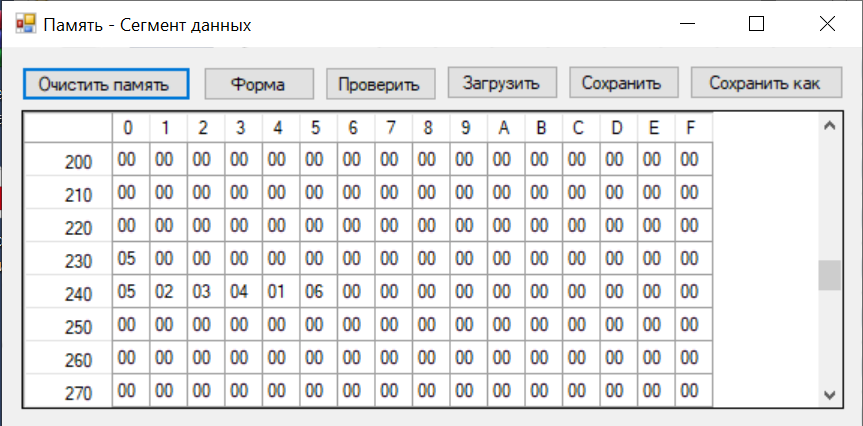 Память - Сегмент данных
Очистить память Форма Проверить Загрузить Сохранить Сохранить как
0 1 2 3 4 5 6 7 8 9 A B C D E F
200 00 00 00 00 00 00 00 00 00 00 00 00 00 00 00 00
210 00 00 00 00 00 00 00 00 00 00 00 00 00 00 00 00
220 00 00 00 00 00 00 00 00 00 00 00 00 00 00 00 00
230 05 00 00 00 00 00 00 00 00 00 00 00 00 00 00 00
240 05 02 03 04 01 06 00 00 00 00 00 00 00 00 00 00
250 00 00 00 00 00 00 00 00 00 00 00 00 00 00 00 00
260 00 00 00 00 00 00 00 00 00 00 00 00 00 00 00 00
270 00 00 00 00 00 00 00 00 00 00 00 00 00 00 00 00